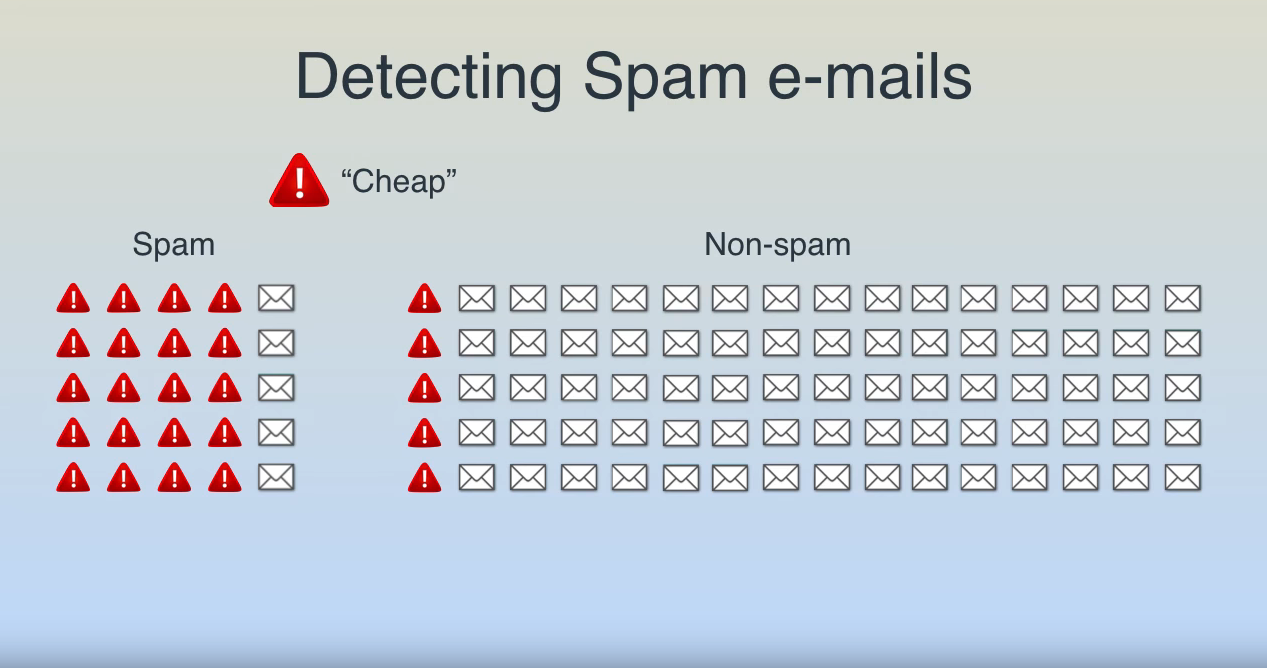 Detecting Spam e-mails
“Cheap”
Spam
Non-spam